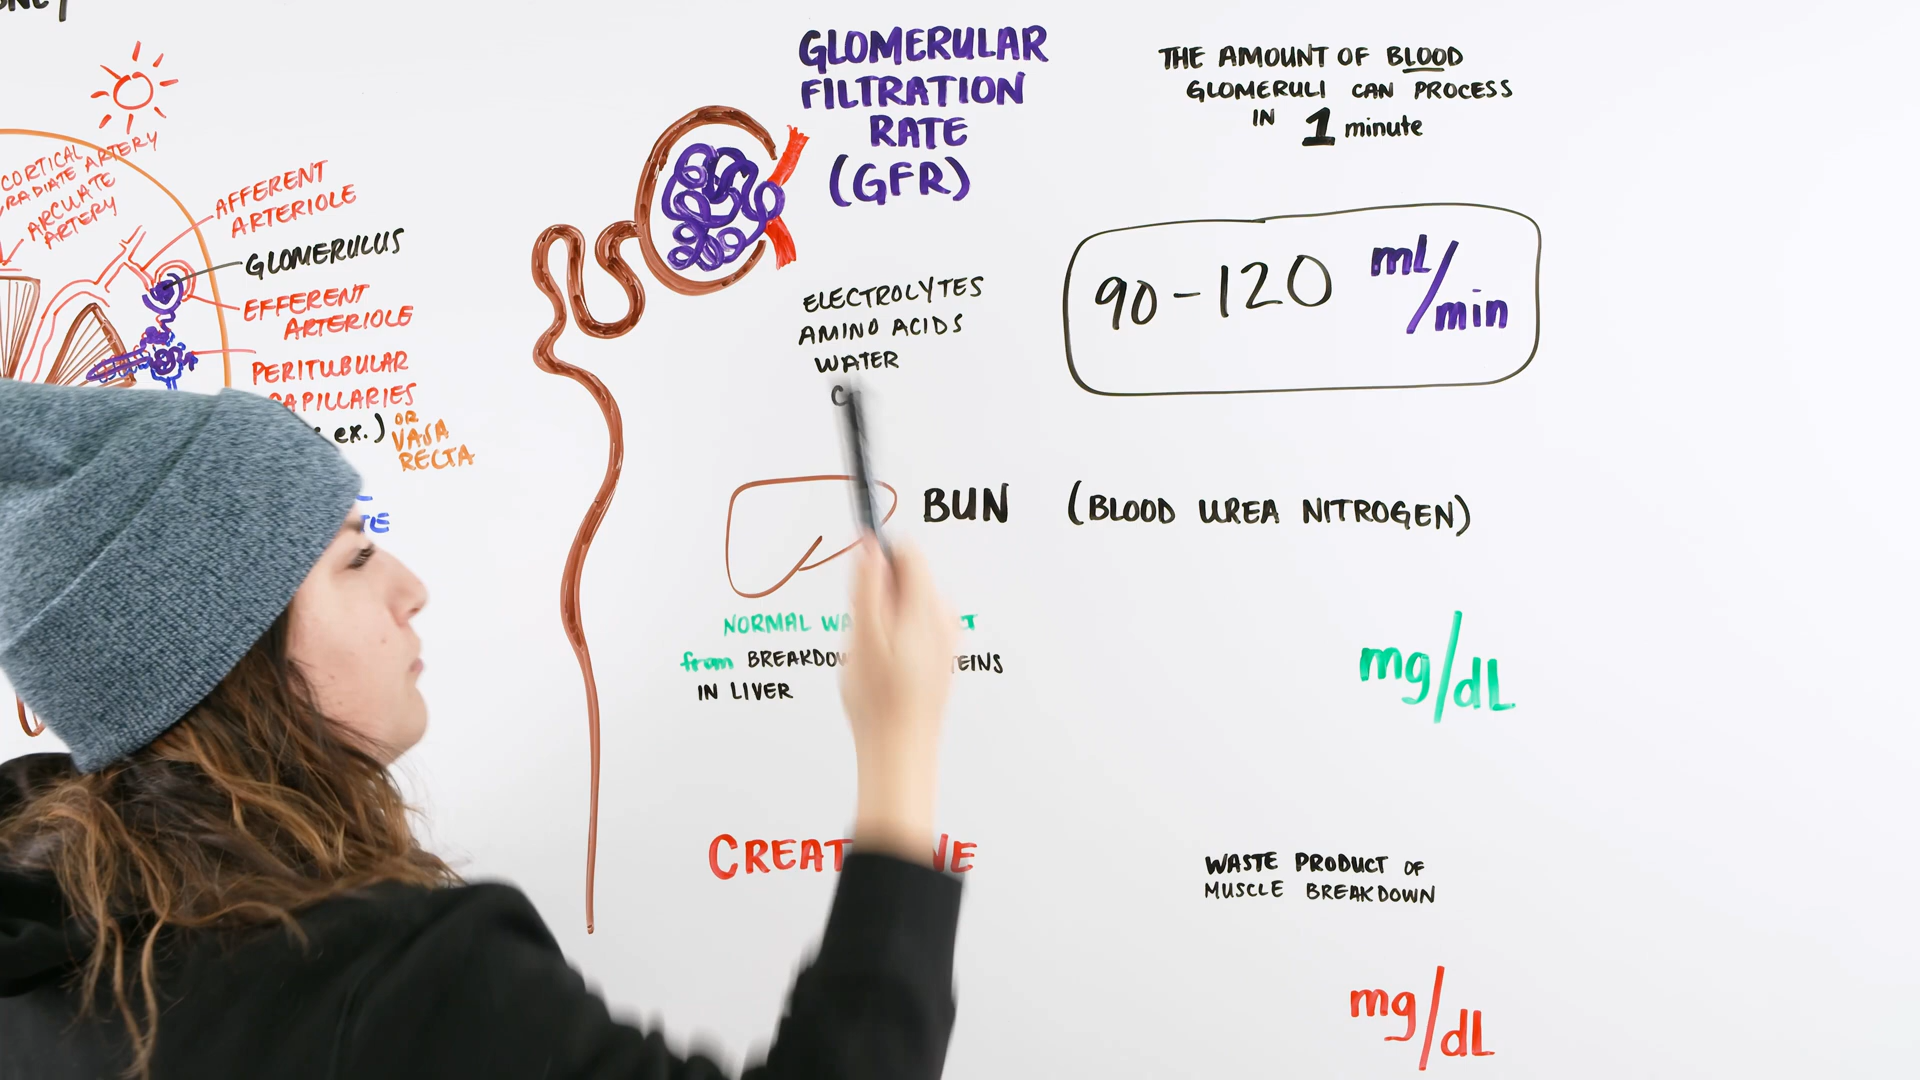 CORTICAL
RADIATE ARTERY
ARCUATE
ARTERY
AFFERENT
ARTERIOLE
GLOMERULUS
EFFERENT
ARTERIOLE
PERITUBULAR
CAPILLARIES
ex.) OR
VASA
RECTA
GLOMERULAR
FILTRATION
RATE
(GFR)
THE AMOUNT OF BLOOD
GLOMERULI CAN PROCESS
IN 1 minute
90-120 mL/min
ELECTROLYTES
AMINO ACIDS
WATER
BUN (BLOOD UREA NITROGEN)
NORMAL
from
IN LIVER
mg/dL
WASTE PRODUCT OF
MUSCLE BREAKDOWN
mg/dL